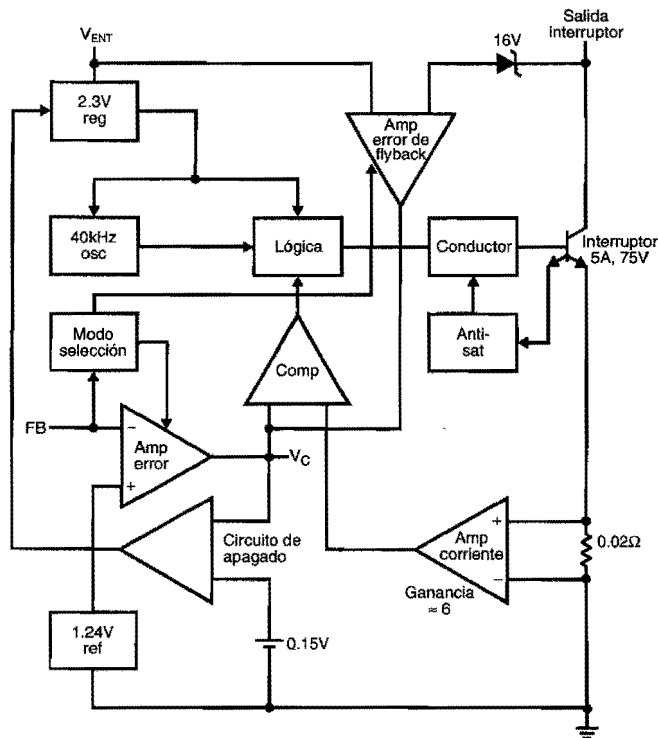 Salida
interruptor
V_ENT
16V
2.3V
reg
Amp
error de
flyback
40kHz
osc
Lógica
Conductor
Interruptor
5A, 75V
Modo
selección
Anti-
sat
Comp
FB
−
Amp
error
+
V_C
Circuito de
apagado
+
Amp
corriente
−
0.02Ω
Ganancia
≈ 6
1.24V
ref
0.15V